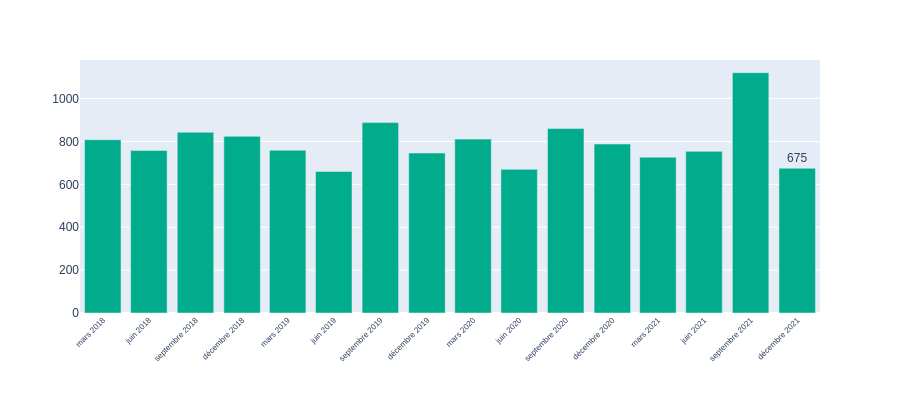 1000
800
600
400
200
0
675
mars 2018
juin 2018
septembre 2018
décembre 2018
mars 2019
juin 2019
septembre 2019
décembre 2019
mars 2020
juin 2020
septembre 2020
décembre 2020
mars 2021
juin 2021
septembre 2021
décembre 2021